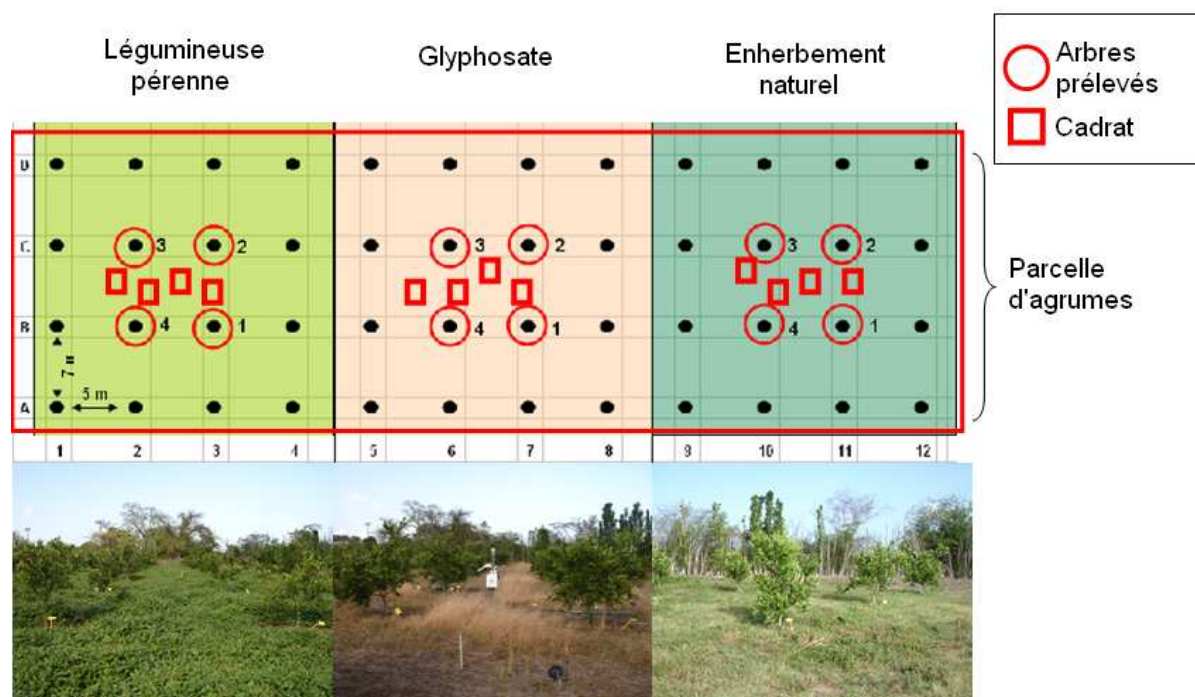 Légumineuse
pérenne
Glyphosate
Enherbement
naturel
Arbres
prélevés
Cadrat
D
C
3 2 3 2 3 2
Parcelle
d'agrumes
B
4 1 4 1 4 1
7 m
5 m
A
1 2 3 4 5 6 7 8 9 10 11 12